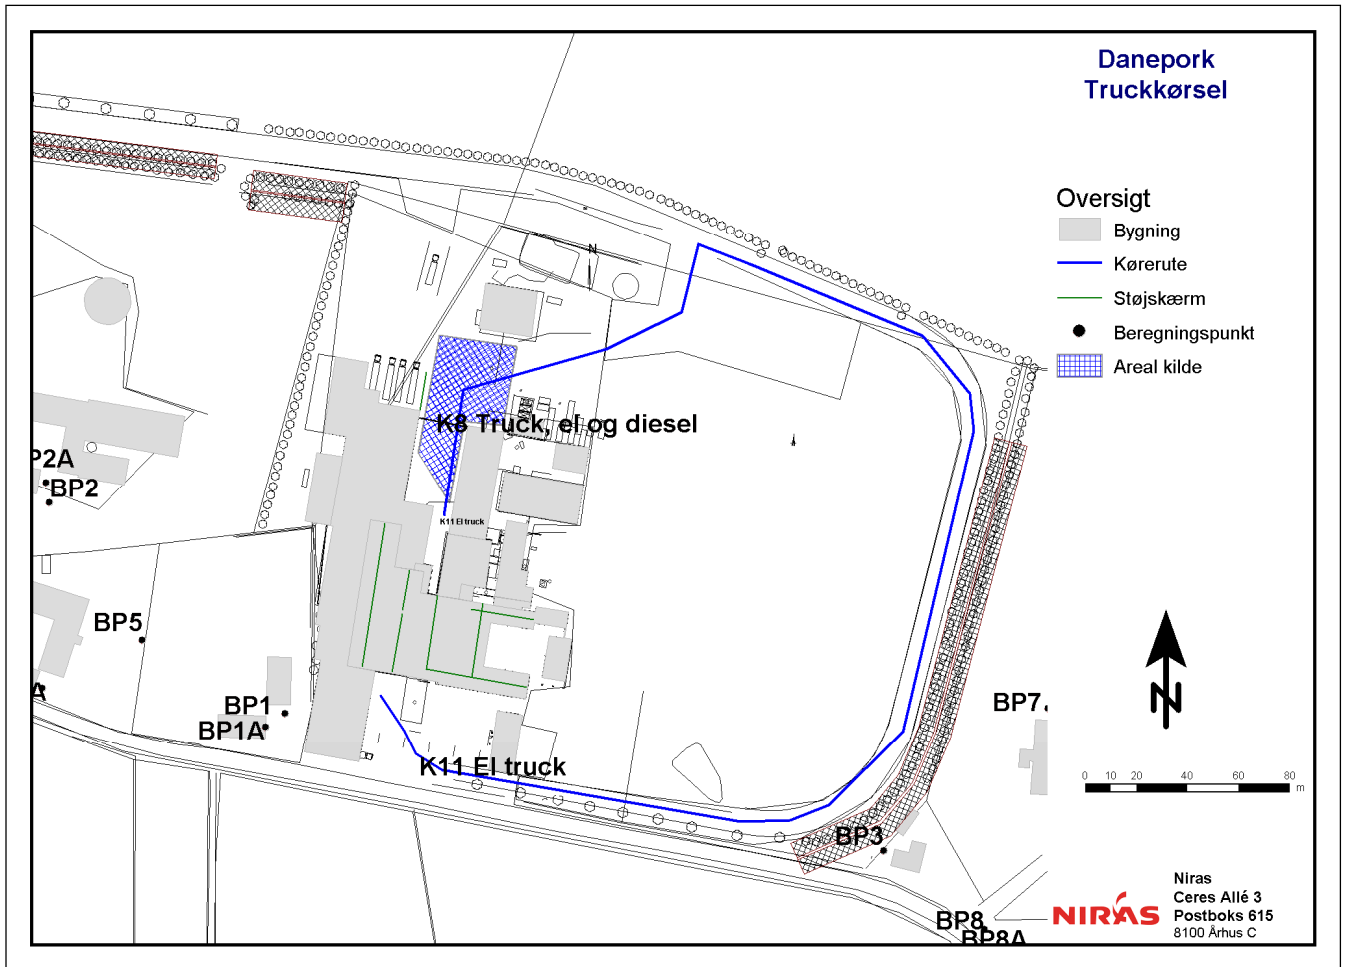 Danepork
Truckkørsel
Oversigt
Bygning
Kørerute
Støjskærm
Beregningspunkt
Areal kilde
N
K8 Truck, el og diesel
K11 El truck
P2A
BP2
BP5
BP1
BP1A
A
K11 El truck
BP7
BP3
BP8
BP8A
N
0 10 20 40 60 80
m
NIRAS
Niras
Ceres Allé 3
Postboks 615
8100 Århus C